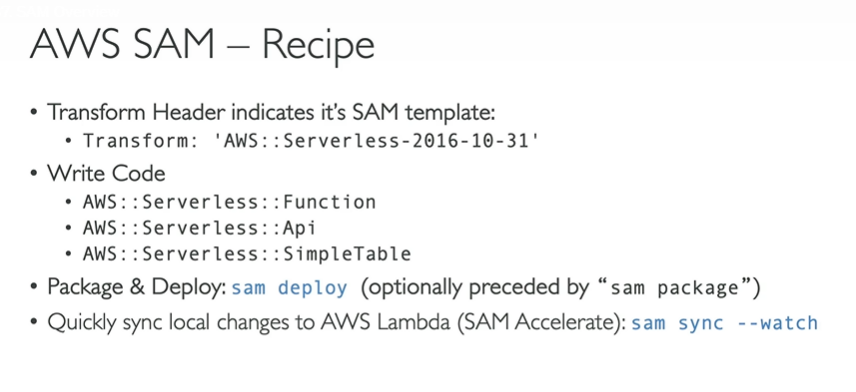 AWS SAM – Recipe
• Transform Header indicates it's SAM template:
• Transform: 'AWS::Serverless-2016-10-31'
• Write Code
• AWS::Serverless::Function
• AWS::Serverless::Api
• AWS::Serverless::SimpleTable
• Package & Deploy: sam deploy (optionally preceded by “sam package”)
• Quickly sync local changes to AWS Lambda (SAM Accelerate): sam sync --watch